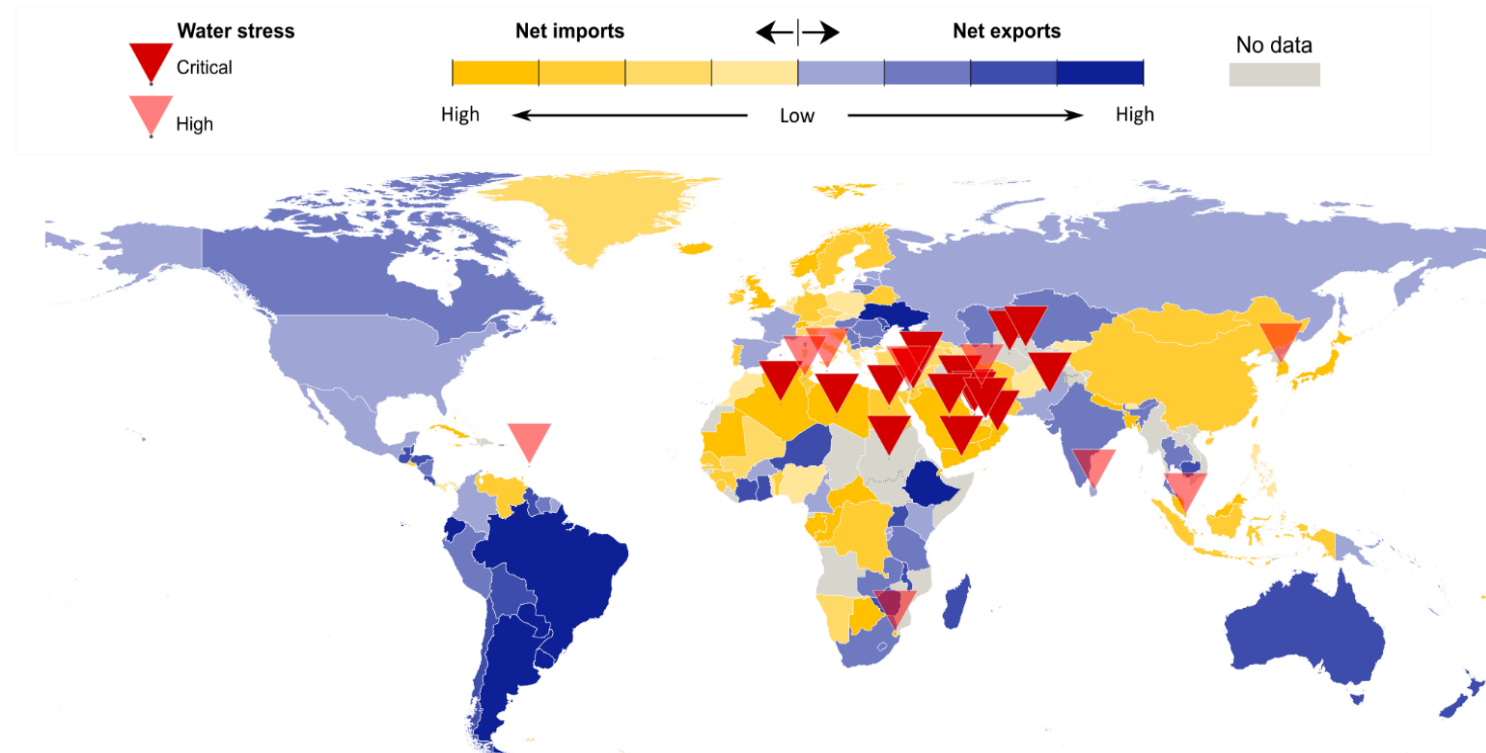 Water stress
Critical
High
Net imports
Net exports
High
Low
High
No data